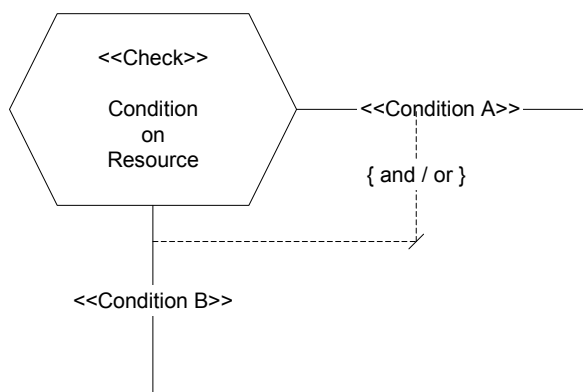 <<Check>>
Condition
on
Resource
<<Condition A>>
{ and / or }
<<Condition B>>